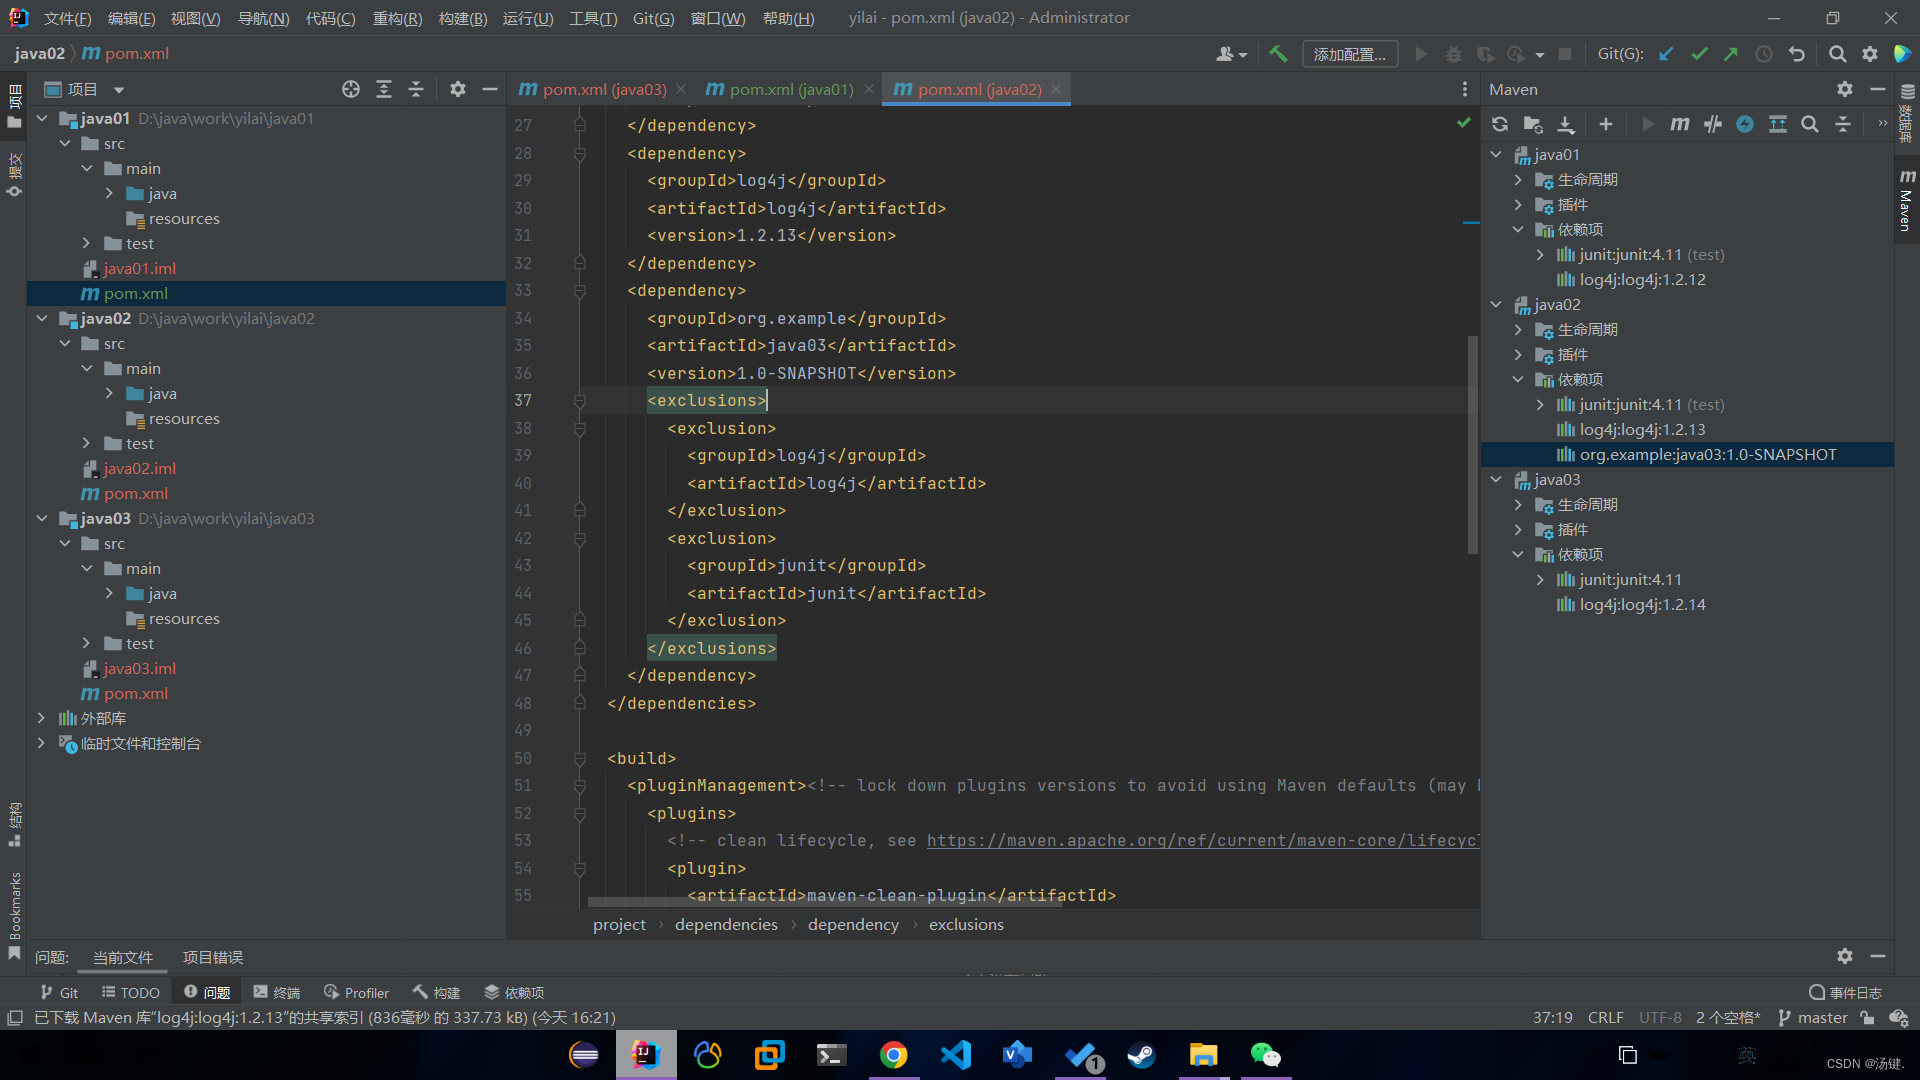 文件(F) 编辑(E) 视图(V) 导航(N) 代码(C) 重构(R) 构建(B) 运行(U) 工具(T) Git(G) 窗口(W) 帮助(H) yilai - pom.xml (java02) - Administrator
java02 pom.xml 添加配置... Git(G):
项目 pom.xml (java03) pom.xml (java01) pom.xml (java02) Maven
java01 D:\java\work\yilai\java01
src
main
java
resources
test
java01.iml
pom.xml
java02 D:\java\work\yilai\java02
src
main
java
resources
test
java02.iml
pom.xml
java03 D:\java\work\yilai\java03
src
main
java
resources
test
java03.iml
pom.xml
外部库
临时文件和控制台
27 </dependency>
28 <dependency>
29 <groupId>log4j</groupId>
30 <artifactId>log4j</artifactId>
31 <version>1.2.13</version>
32 </dependency>
33 <dependency>
34 <groupId>org.example</groupId>
35 <artifactId>java03</artifactId>
36 <version>1.0-SNAPSHOT</version>
37 <exclusions>
38 <exclusion>
39 <groupId>log4j</groupId>
40 <artifactId>log4j</artifactId>
41 </exclusion>
42 <exclusion>
43 <groupId>junit</groupId>
44 <artifactId>junit</artifactId>
45 </exclusion>
46 </exclusions>
47 </dependency>
48 </dependencies>
49
50 <build>
51 <pluginManagement><!-- lock down plugins versions to avoid using Maven defaults (may
52 <plugins>
53 <!-- clean lifecycle, see https://maven.apache.org/ref/current/maven-core/lifecyc
54 <plugin>
55 <artifactId>maven-clean-plugin</artifactId>
project › dependencies › dependency › exclusions
java01
生命周期
插件
依赖项
junit:junit:4.11 (test)
log4j:log4j:1.2.12
java02
生命周期
插件
依赖项
junit:junit:4.11 (test)
log4j:log4j:1.2.13
org.example:java03:1.0-SNAPSHOT
java03
生命周期
插件
依赖项
junit:junit:4.11
log4j:log4j:1.2.14
项目
提交
结构
Bookmarks
数据库
Maven
问题: 当前文件 项目错误
Git TODO 问题 终端 Profiler 构建 依赖项 事件日志
已下载 Maven 库"log4j:log4j:1.2.13"的共享索引 (836毫秒 的 337.73 kB) (今天 16:21) 37:19 CRLF UTF-8 2 个空格* master
1
英
CSDN @汤键.